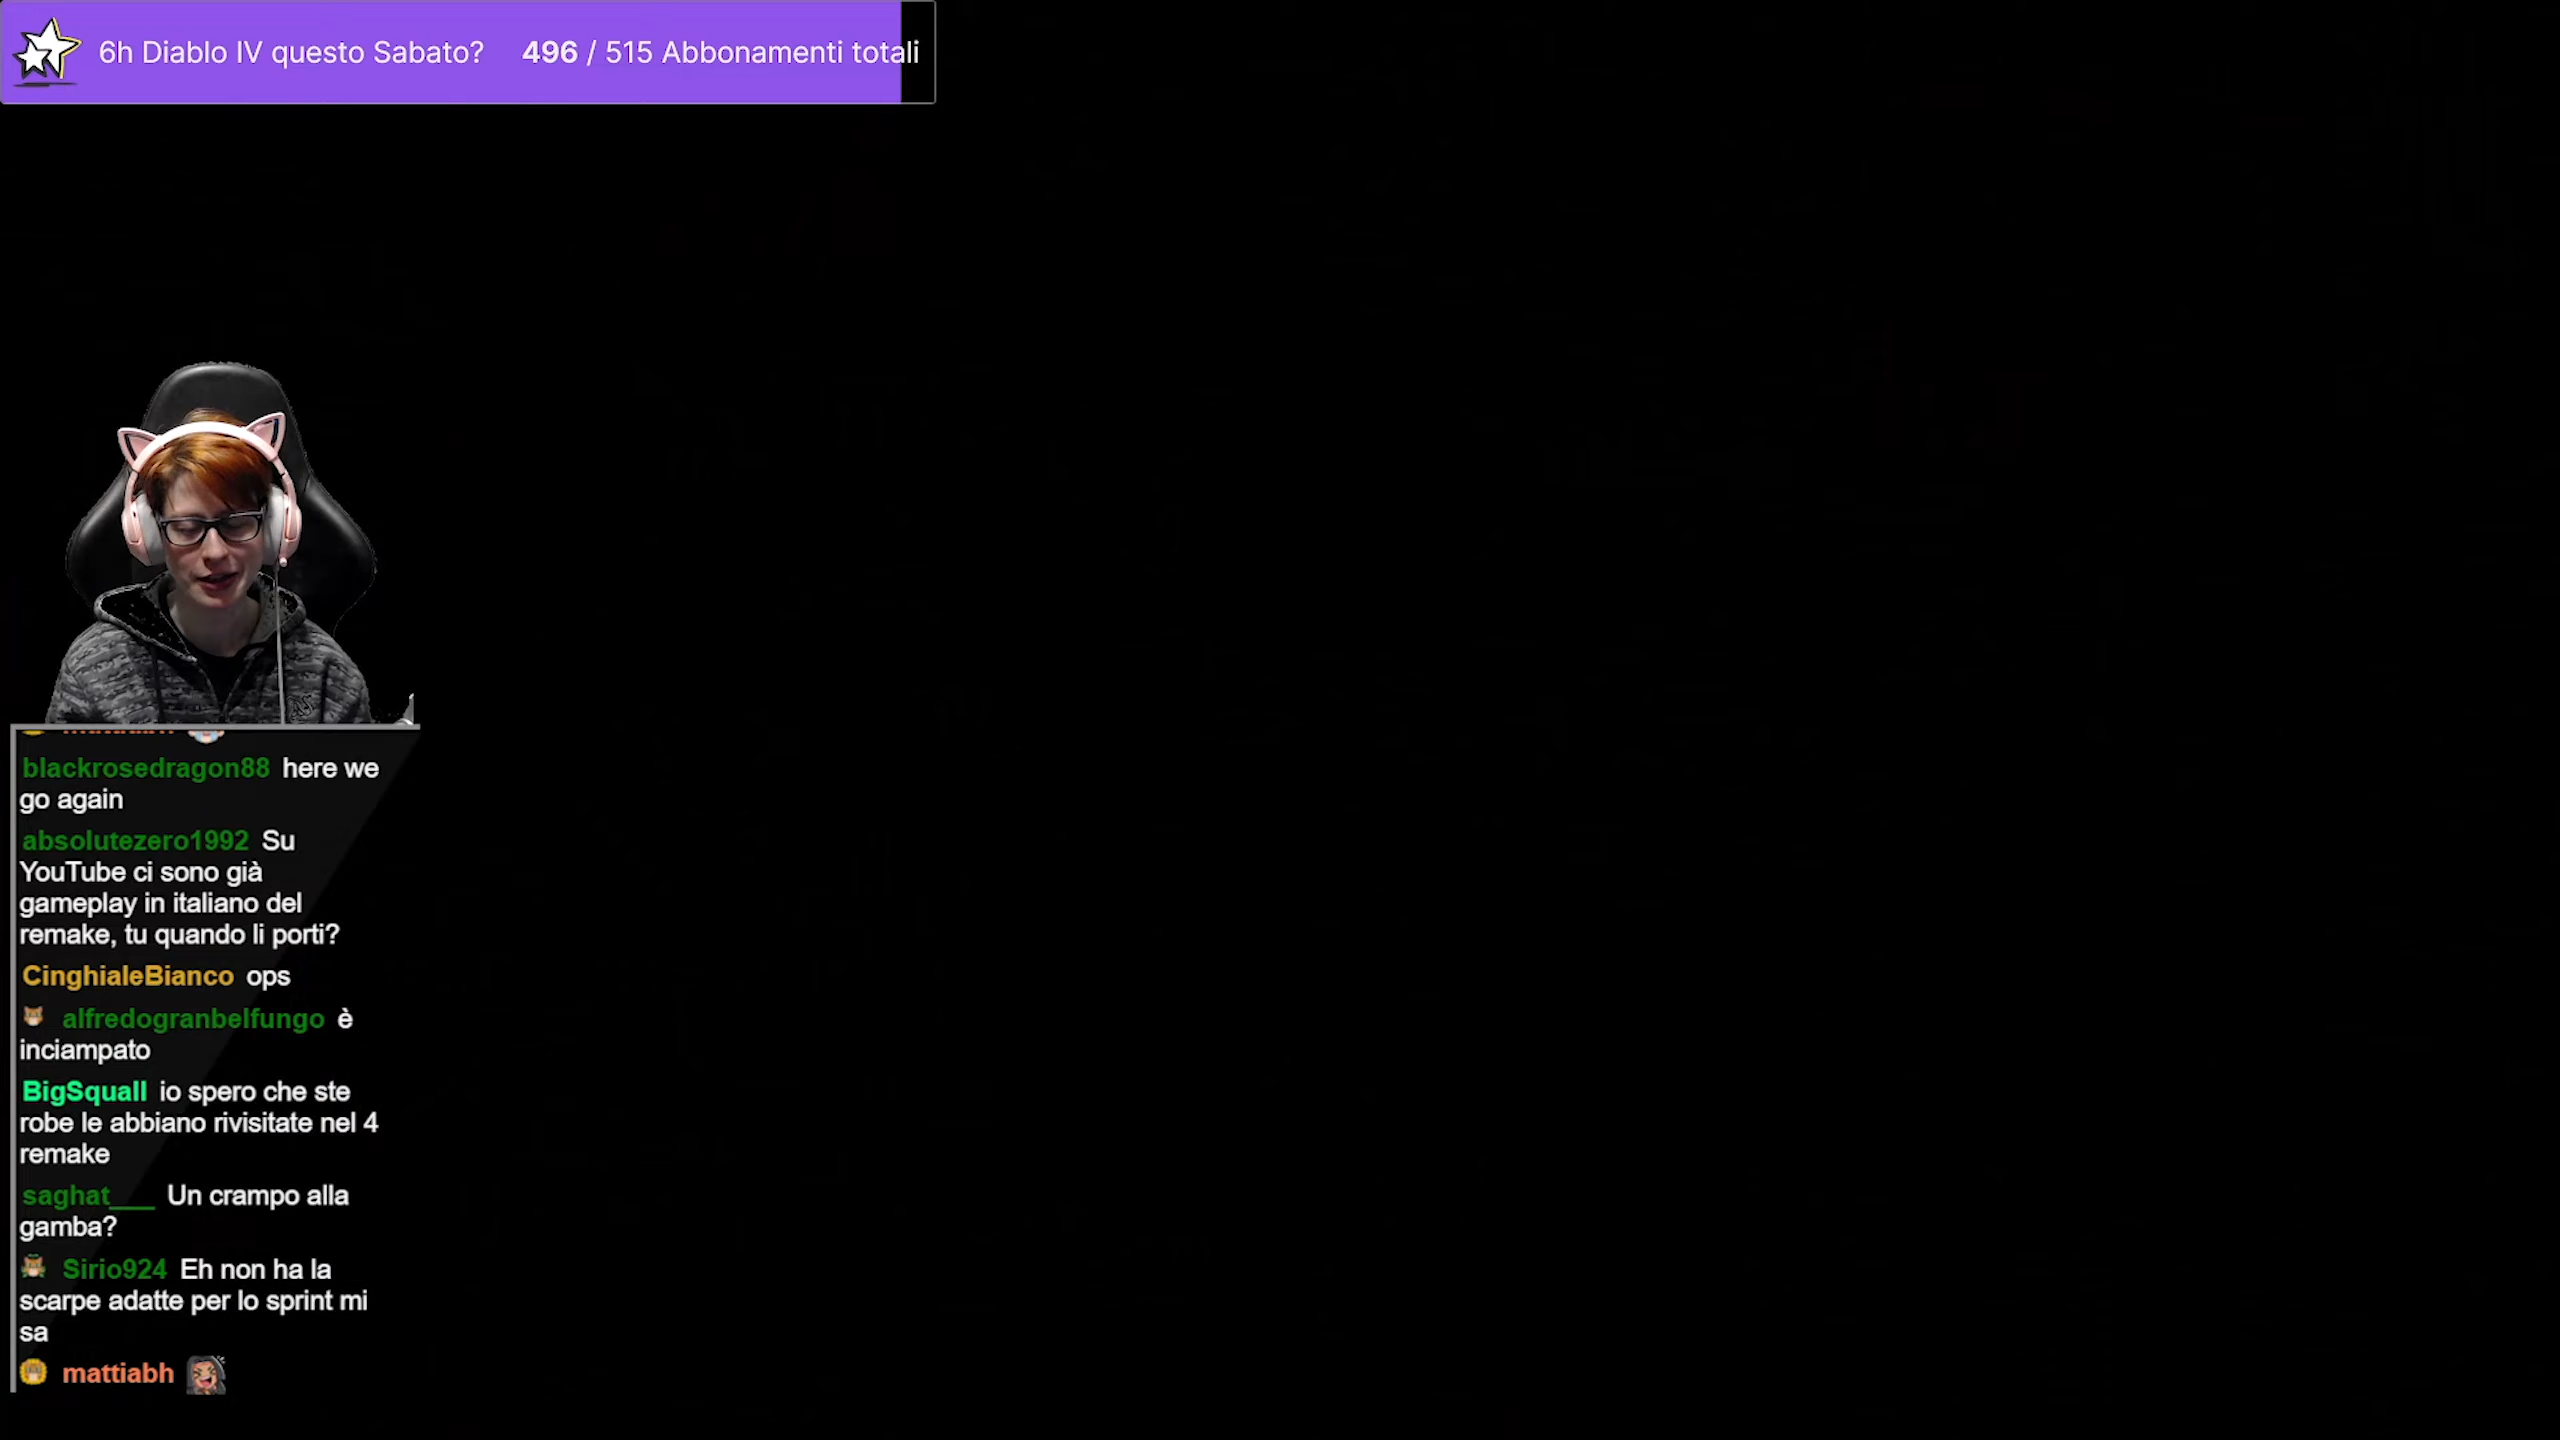 6h Diablo IV questo Sabato? 496 / 515 Abbonamenti totali
blackrosedragon88 here we
go again
absolutezero1992 Su
YouTube ci sono già
gameplay in italiano del
remake, tu quando li porti?
CinghialeBianco ops
alfredogranbelfungo è
inciampato
BigSquall io spero che ste
robe le abbiano rivisitate nel 4
remake
saghat___ Un crampo alla
gamba?
Sirio924 Eh non ha la
scarpe adatte per lo sprint mi
sa
mattiabh